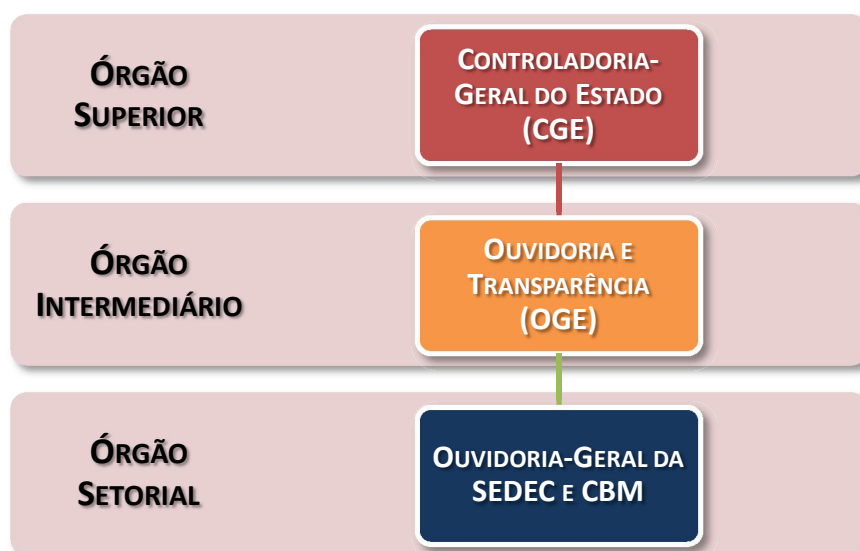 ÓRGÃO
SUPERIOR
CONTROLADORIA-
GERAL DO ESTADO
(CGE)
ÓRGÃO
INTERMEDIÁRIO
OUVIDORIA E
TRANSPARÊNCIA
(OGE)
ÓRGÃO
SETORIAL
OUVIDORIA-GERAL DA
SEDEC E CBM